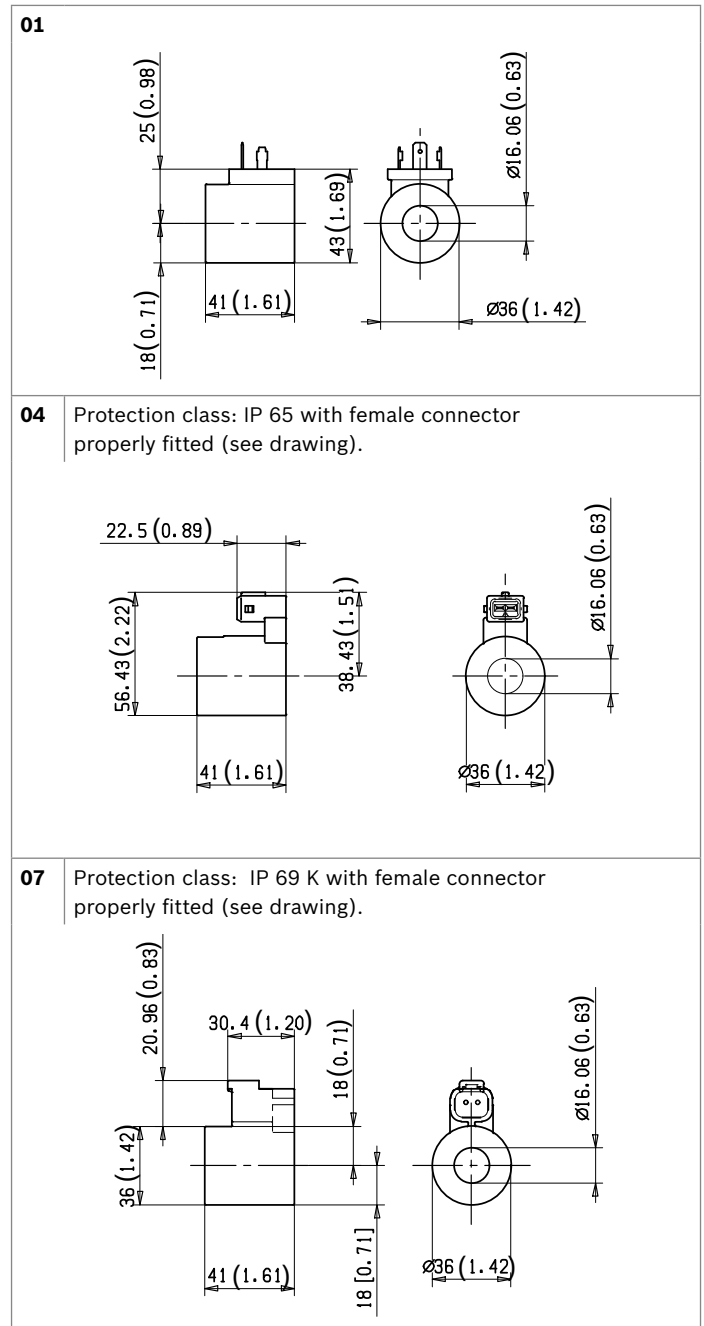 01
25 (0.98)
Ø16.06 (0.63)
43 (1.69)
41 (1.61)
18(0.71)
Ø36 (1.42)
04 Protection class: IP 65 with female connector
properly fitted (see drawing).
22.5 (0.89)
Ø16.06 (0.63)
56.43 (2.22)
38.43 (1.51)
41 (1.61)
Ø36 (1.42)
07 Protection class: IP 69 K with female connector
properly fitted (see drawing).
20.96 (0.83)
30.4 (1.20)
18 (0.71)
Ø16.06 (0.63)
36 (1.42)
41 (1.61)
18 [0.71]
Ø36 (1.42)